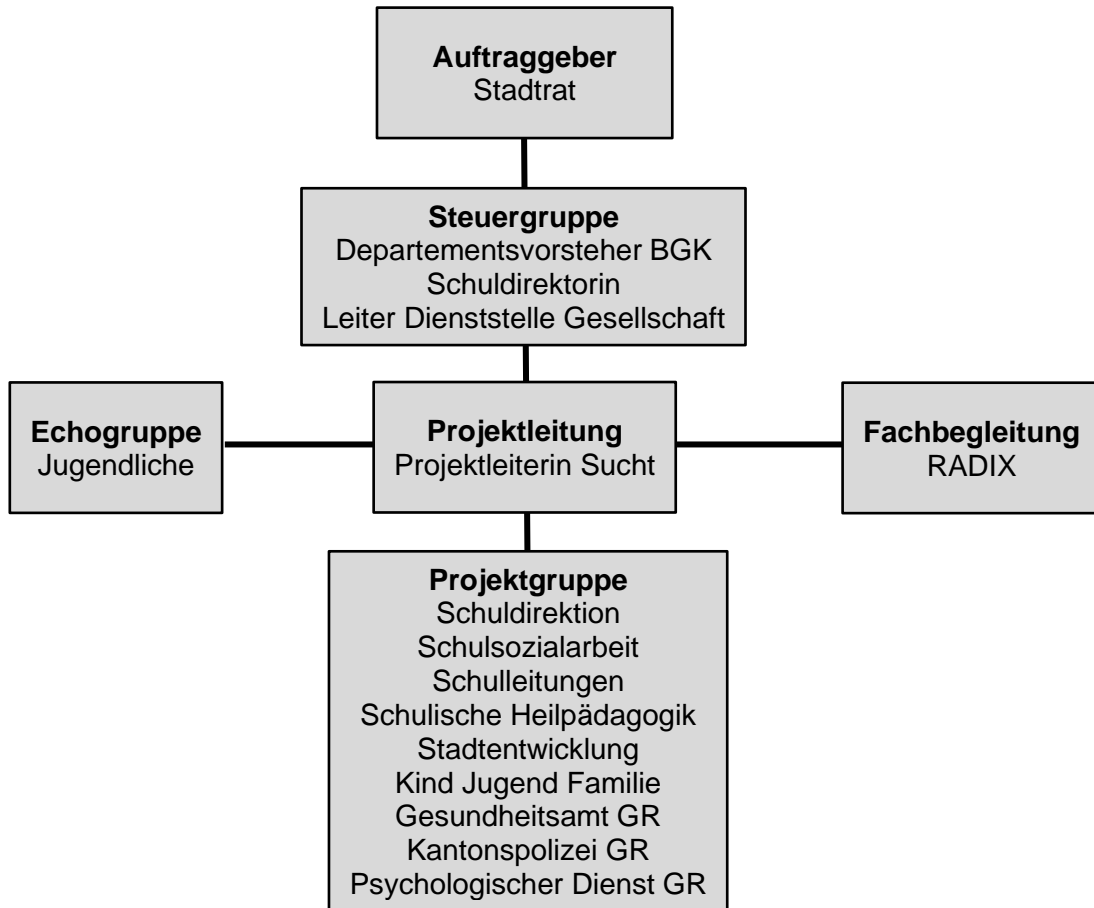 Auftraggeber
Stadtrat
Steuergruppe
Departementsvorsteher BGK
Schuldirektorin
Leiter Dienststelle Gesellschaft
Echogruppe
Jugendliche
Projektleitung
Projektleiterin Sucht
Fachbegleitung
RADIX
Projektgruppe
Schuldirektion
Schulsozialarbeit
Schulleitungen
Schulische Heilpädagogik
Stadtentwicklung
Kind Jugend Familie
Gesundheitsamt GR
Kantonspolizei GR
Psychologischer Dienst GR